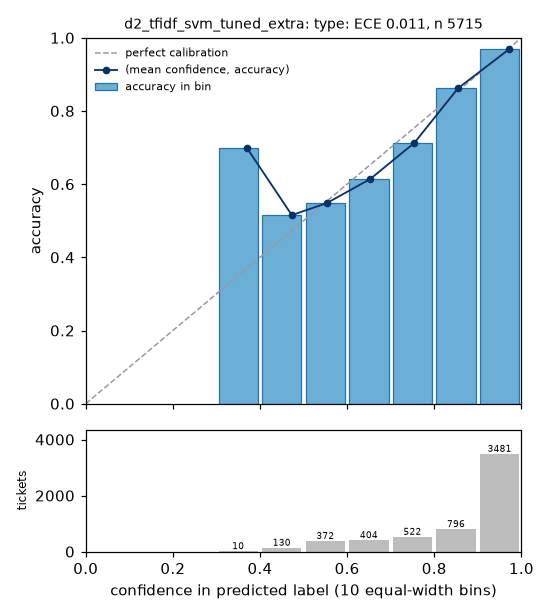 d2_tfidf_svm_tuned_extra: type: ECE 0.011, n 5715
1.0
0.8
0.6
0.4
0.2
0.0
accuracy
perfect calibration
(mean confidence, accuracy)
accuracy in bin
4000
2000
0
tickets
10
130
372
404
522
796
3481
0.0 0.2 0.4 0.6 0.8 1.0
confidence in predicted label (10 equal-width bins)